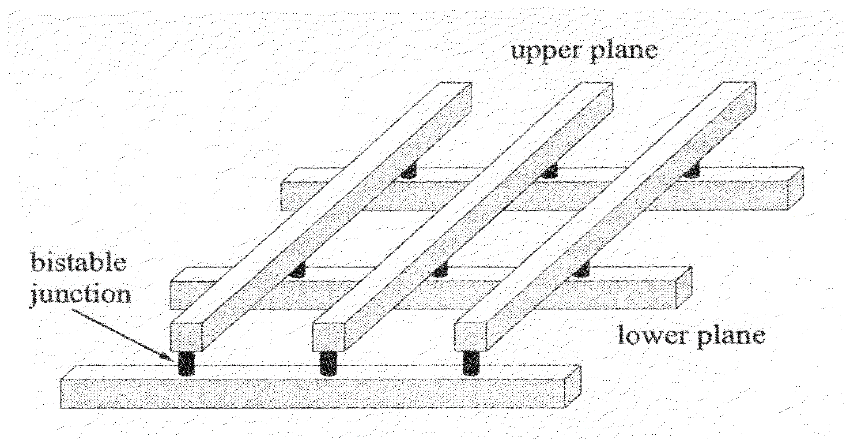 upper plane
bistable
junction
lower plane